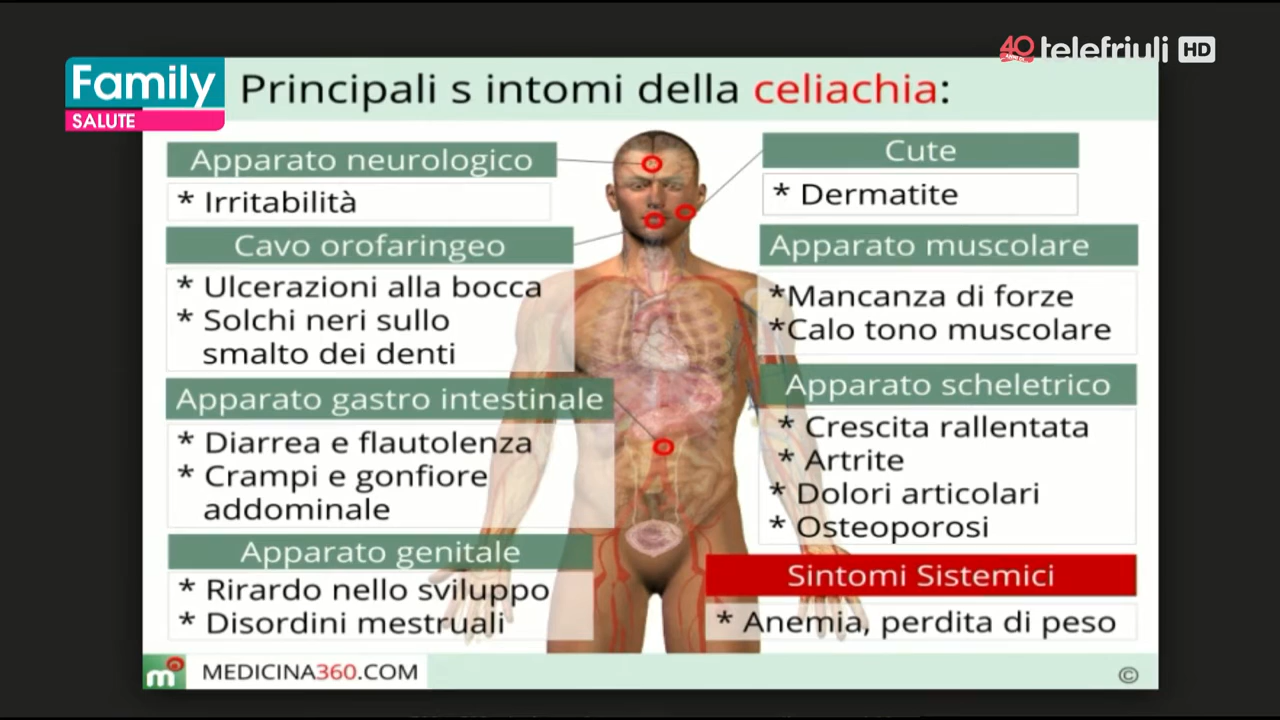 Family
SALUTE
40 telefriuli HD
Principali s intomi della celiachia:
Apparato neurologico
* Irritabilità
Cavo orofaringeo
* Ulcerazioni alla bocca
* Solchi neri sullo
smalto dei denti
Apparato gastro intestinale
* Diarrea e flautolenza
* Crampi e gonfiore
addominale
Apparato genitale
* Rirardo nello sviluppo
* Disordini mestruali
Cute
* Dermatite
Apparato muscolare
*Mancanza di forze
*Calo tono muscolare
Apparato scheletrico
* Crescita rallentata
* Artrite
* Dolori articolari
* Osteoporosi
Sintomi Sistemici
* Anemia, perdita di peso
m MEDICINA360.COM
©